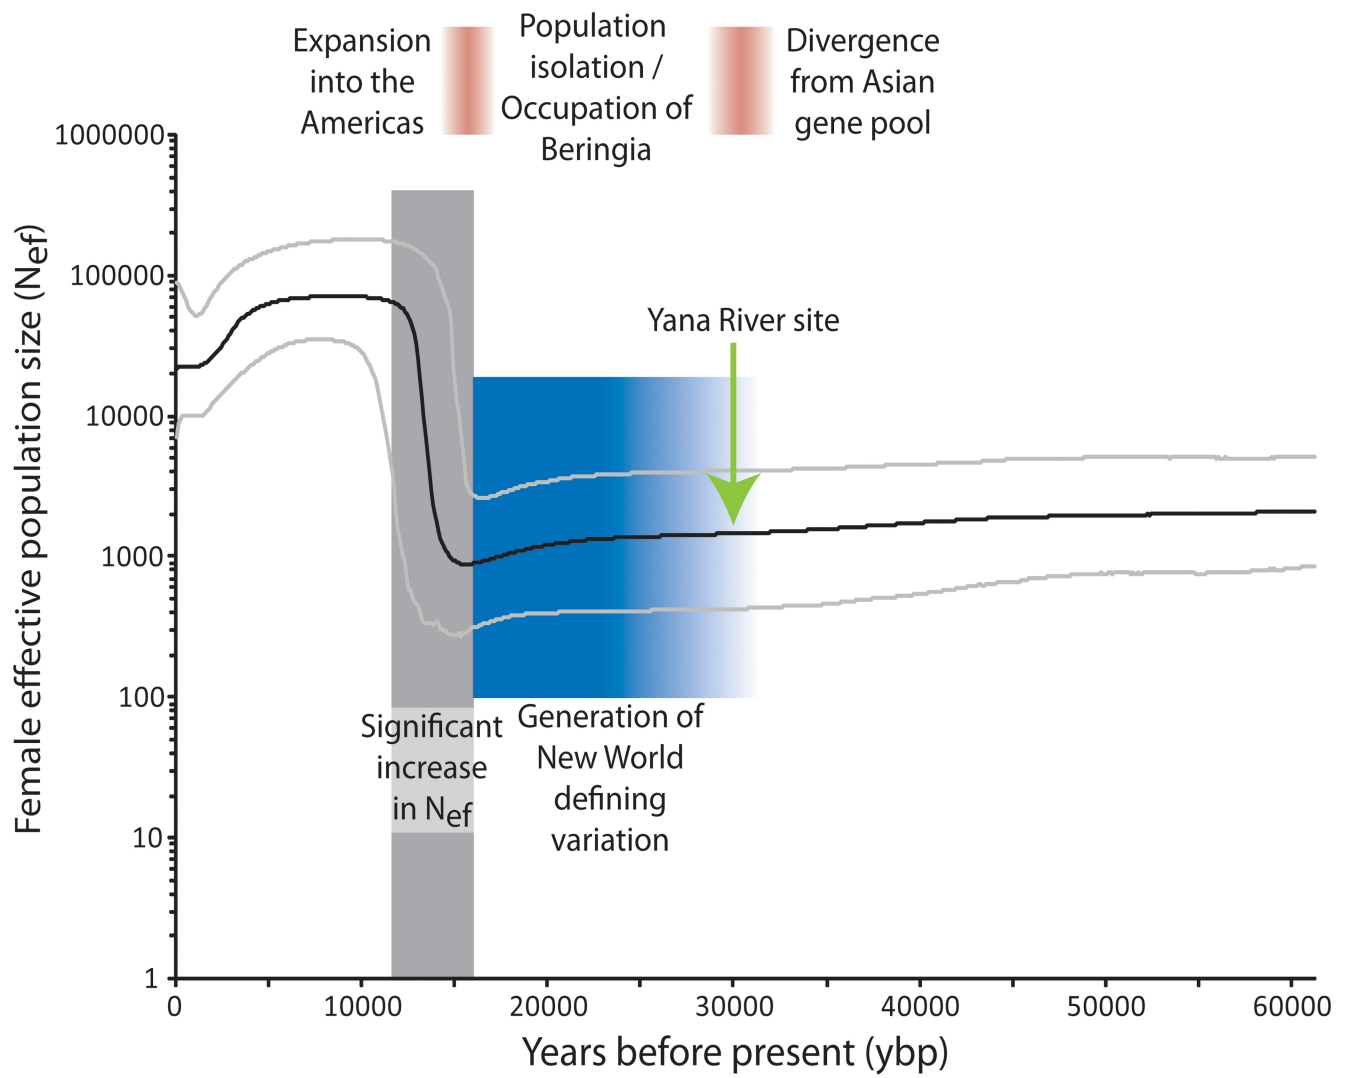 Expansion
into the
Americas
Population
isolation /
Occupation of
Beringia
Divergence
from Asian
gene pool
1000000
100000
10000
1000
100
10
1
Female effective population size (Nef)
Yana River site
Significant
increase
in Nef
Generation of
New World
defining
variation
0
10000
20000
30000
40000
50000
60000
Years before present (ybp)